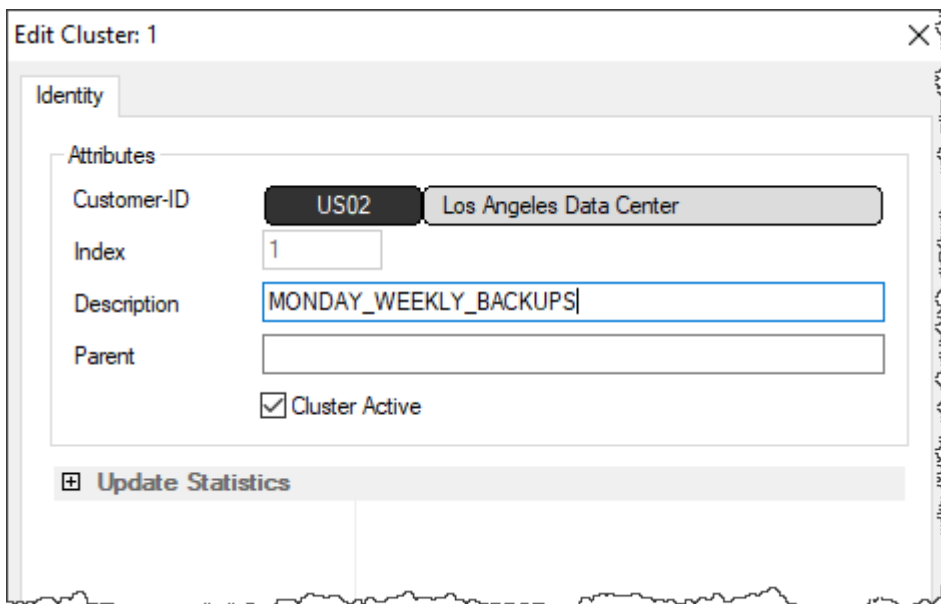 Edit Cluster: 1
Identity
Attributes
Customer-ID US02 Los Angeles Data Center
Index 1
Description MONDAY_WEEKLY_BACKUPS
Parent
Cluster Active
Update Statistics